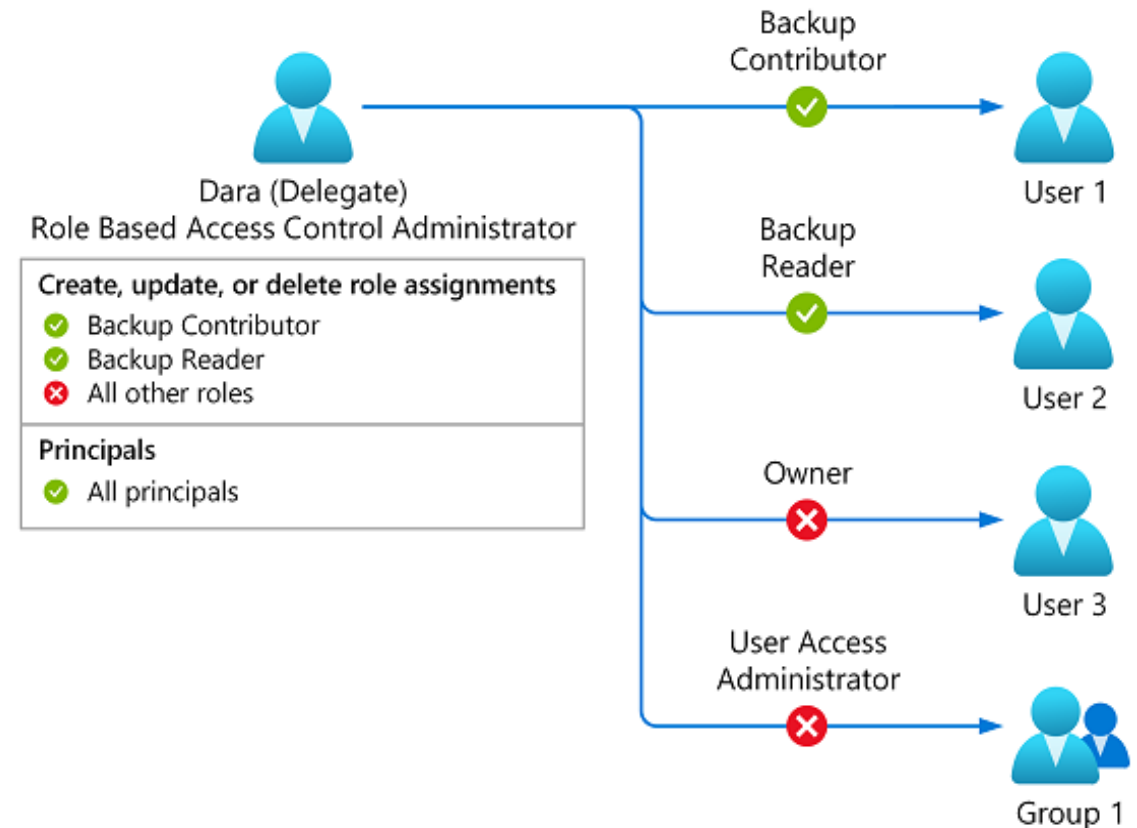 Backup
Contributor
User 1
Dara (Delegate)
Role Based Access Control Administrator
Create, update, or delete role assignments
Backup Contributor
Backup Reader
All other roles
Principals
All principals
Backup
Reader
User 2
Owner
User 3
User Access
Administrator
Group 1